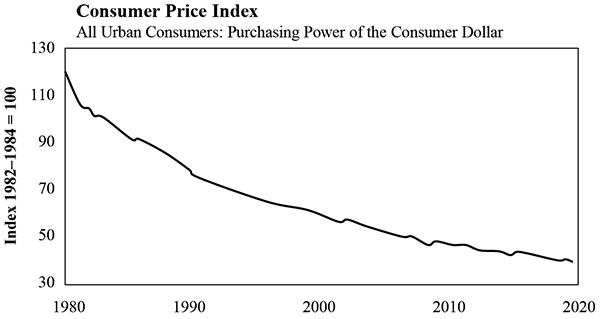 Consumer Price Index
All Urban Consumers: Purchasing Power of the Consumer Dollar
Index 1982–1984 = 100
130
110
90
70
50
30
1980 1990 2000 2010 2020